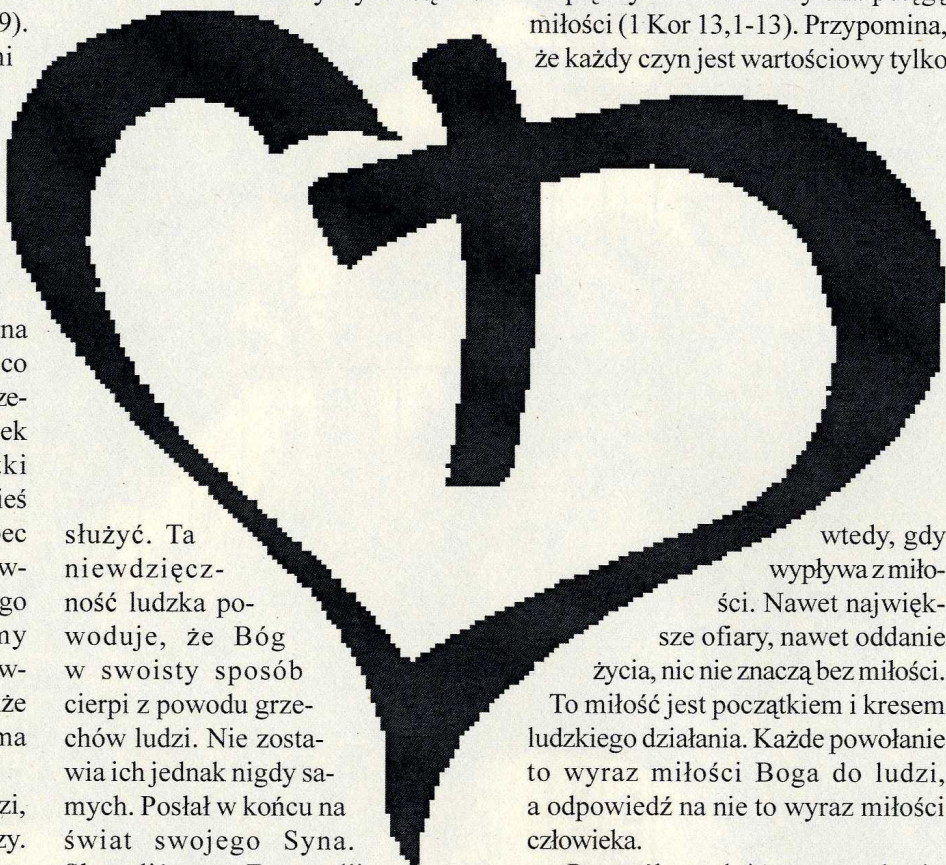 9).
ni
na
co
ze-
ek
ki
ieś
ec
w-
go
my
w-
że
ma
zi,
zy.
służyć. Ta
niewdzięcz-
ność ludzka po-
woduje, że Bóg
w swoisty sposób
cierpi z powodu grze-
chów ludzi. Nie zosta-
wia ich jednak nigdy sa-
mych. Posłał w końcu na
świat swojego Syna.
miłości (1 Kor 13,1-13). Przypomina,
że każdy czyn jest wartościowy tylko
wtedy, gdy
wypływa z miło-
ści. Nawet najwięk-
sze ofiary, nawet oddanie
życia, nic nie znaczą bez miłości.
To miłość jest początkiem i kresem
ludzkiego działania. Każde powołanie
to wyraz miłości Boga do ludzi,
a odpowiedź na nie to wyraz miłości
człowieka.